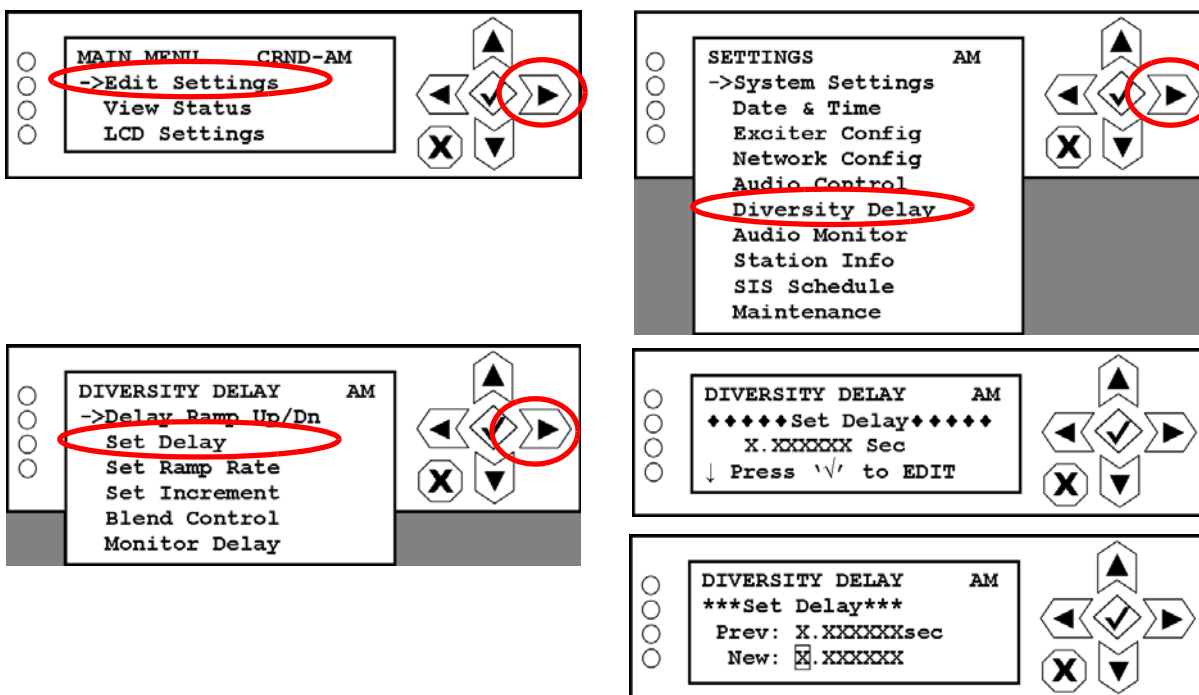 MAIN MENU CRND-AM
->Edit Settings
View Status
LCD Settings
X
SETTINGS AM
->System Settings
Date & Time
Exciter Config
Network Config
Audio Control
Diversity Delay
Audio Monitor
Station Info
SIS Schedule
Maintenance
X
DIVERSITY DELAY AM
->Delay Ramp Up/Dn
Set Delay
Set Ramp Rate
Set Increment
Blend Control
Monitor Delay
X
DIVERSITY DELAY AM
♦♦♦♦♦Set Delay♦♦♦♦♦
X.XXXXXX Sec
↓ Press ‘√’ to EDIT
X
DIVERSITY DELAY AM
***Set Delay***
Prev: X.XXXXXXsec
New: X.XXXXXX
X